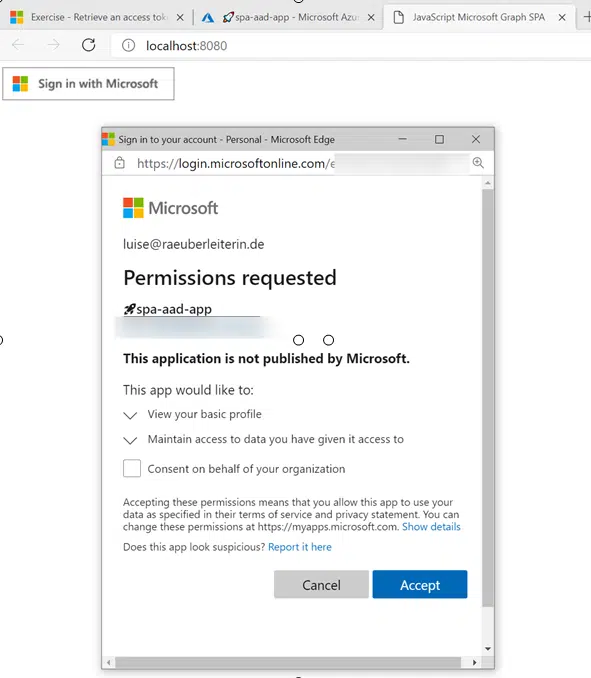 Exercise - Retrieve an access toke
spa-aad-app - Microsoft Azu
JavaScript Microsoft Graph SPA
localhost:8080
Sign in with Microsoft
Sign in to your account - Personal - Microsoft Edge
https://login.microsoftonline.com/e
Microsoft
luise@raeuberleiterin.de
Permissions requested
spa-aad-app
This application is not published by Microsoft.
This app would like to:
View your basic profile
Maintain access to data you have given it access to
Consent on behalf of your organization
Accepting these permissions means that you allow this app to use your
data as specified in their terms of service and privacy statement. You can
change these permissions at https://myapps.microsoft.com. Show details
Does this app look suspicious? Report it here
Cancel
Accept